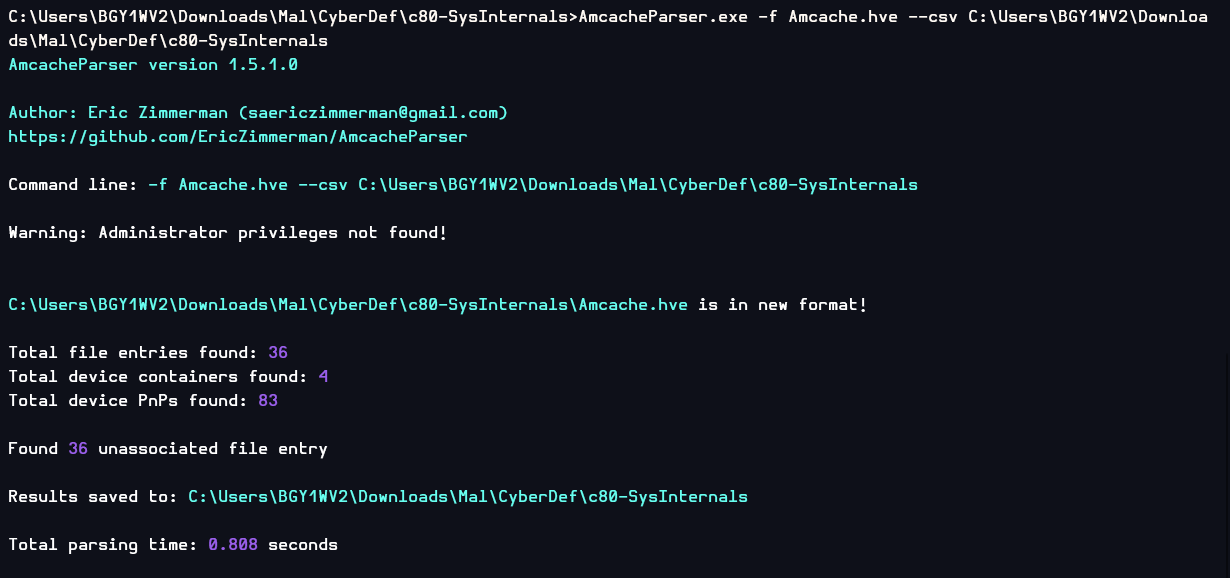 C:\Users\BGY1WV2\Downloads\Mal\CyberDef\c80-SysInternals>AmcacheParser.exe -f Amcache.hve --csv C:\Users\BGY1WV2\Downloa
ds\Mal\CyberDef\c80-SysInternals
AmcacheParser version 1.5.1.0
Author: Eric Zimmerman (saericzimmerman@gmail.com)
https://github.com/EricZimmerman/AmcacheParser
Command line: -f Amcache.hve --csv C:\Users\BGY1WV2\Downloads\Mal\CyberDef\c80-SysInternals
Warning: Administrator privileges not found!
C:\Users\BGY1WV2\Downloads\Mal\CyberDef\c80-SysInternals\Amcache.hve is in new format!
Total file entries found: 36
Total device containers found: 4
Total device PnPs found: 83
Found 36 unassociated file entry
Results saved to: C:\Users\BGY1WV2\Downloads\Mal\CyberDef\c80-SysInternals
Total parsing time: 0.808 seconds